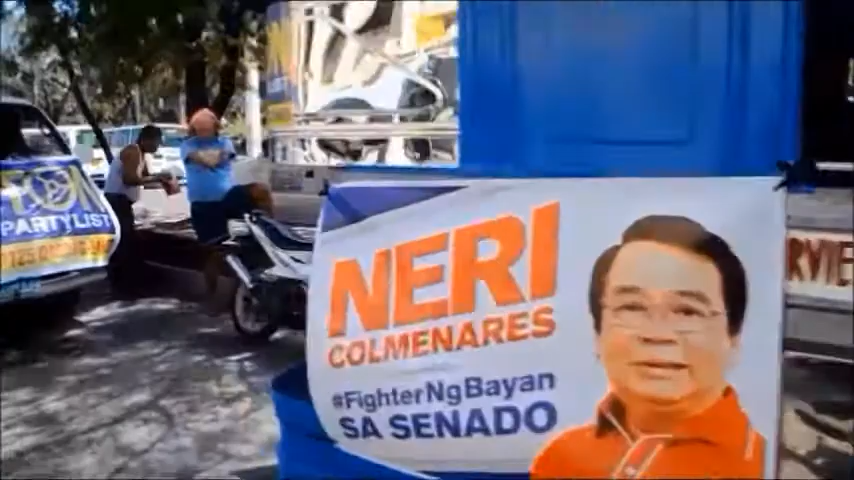 PARTYLIST
NERI
COLMENARES
#FighterNgBayan
SA SENADO